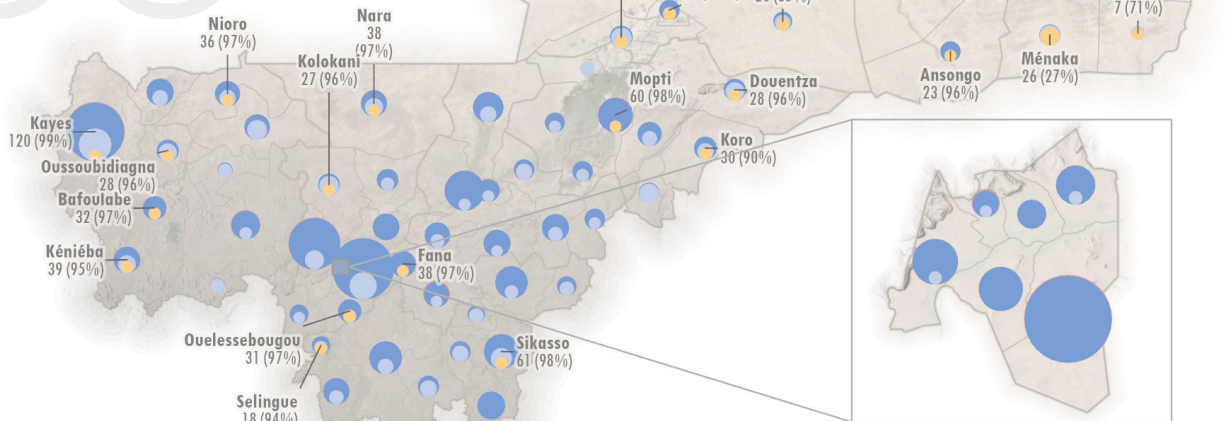 7 (71%)
Nara
38
(97%)
Nioro
36 (97%)
Kolokani
27 (96%)
Mopti
60 (98%)
Douentza
28 (96%)
Ansongo
23 (96%)
Ménaka
26 (27%)
Kayes
120 (99%)
Koro
30 (90%)
Oussoubidiagna
28 (96%)
Bafoulabe
32 (97%)
Kéniéba
39 (95%)
Fana
38 (97%)
Ouelessebougou
31 (97%)
Sikasso
61 (98%)
Selingue
18 (94%)